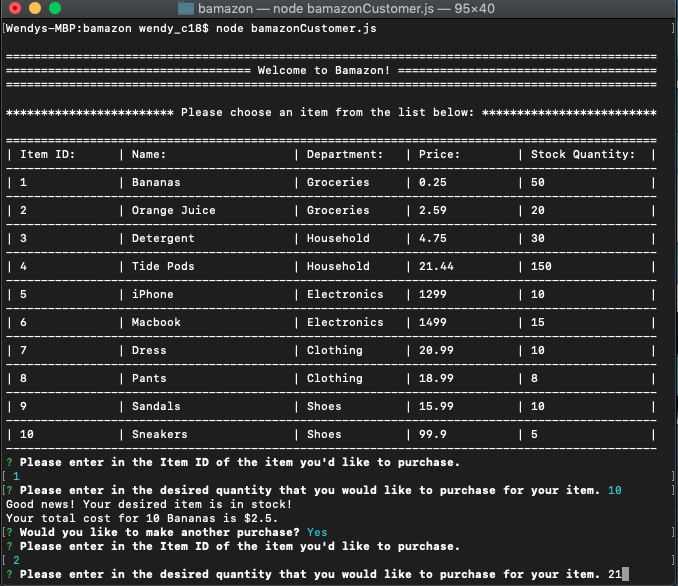 bamazon — node bamazonCustomer.js — 95×40
[Wendys-MBP:bamazon wendy_c18$ node bamazonCustomer.js ]
=============================================================================================
=================================== Welcome to Bamazon! =====================================
=============================================================================================
************************ Please choose an item from the list below: *************************
=============================================================================================
| Item ID: | Name: | Department: | Price: | Stock Quantity: |
| 1 | Bananas | Groceries | 0.25 | 50 |
| 2 | Orange Juice | Groceries | 2.59 | 20 |
| 3 | Detergent | Household | 4.75 | 30 |
| 4 | Tide Pods | Household | 21.44 | 150 |
| 5 | iPhone | Electronics | 1299 | 10 |
| 6 | Macbook | Electronics | 1499 | 15 |
| 7 | Dress | Clothing | 20.99 | 10 |
| 8 | Pants | Clothing | 18.99 | 8 |
| 9 | Sandals | Shoes | 15.99 | 10 |
| 10 | Sneakers | Shoes | 99.9 | 5 |
? Please enter in the Item ID of the item you'd like to purchase.
[ 1 ]
[? Please enter in the desired quantity that you would like to purchase for your item. 10 ]
Good news! Your desired item is in stock!
Your total cost for 10 Bananas is $2.5.
[? Would you like to make another purchase? Yes ]
? Please enter in the Item ID of the item you'd like to purchase.
[ 2 ]
? Please enter in the desired quantity that you would like to purchase for your item. 21